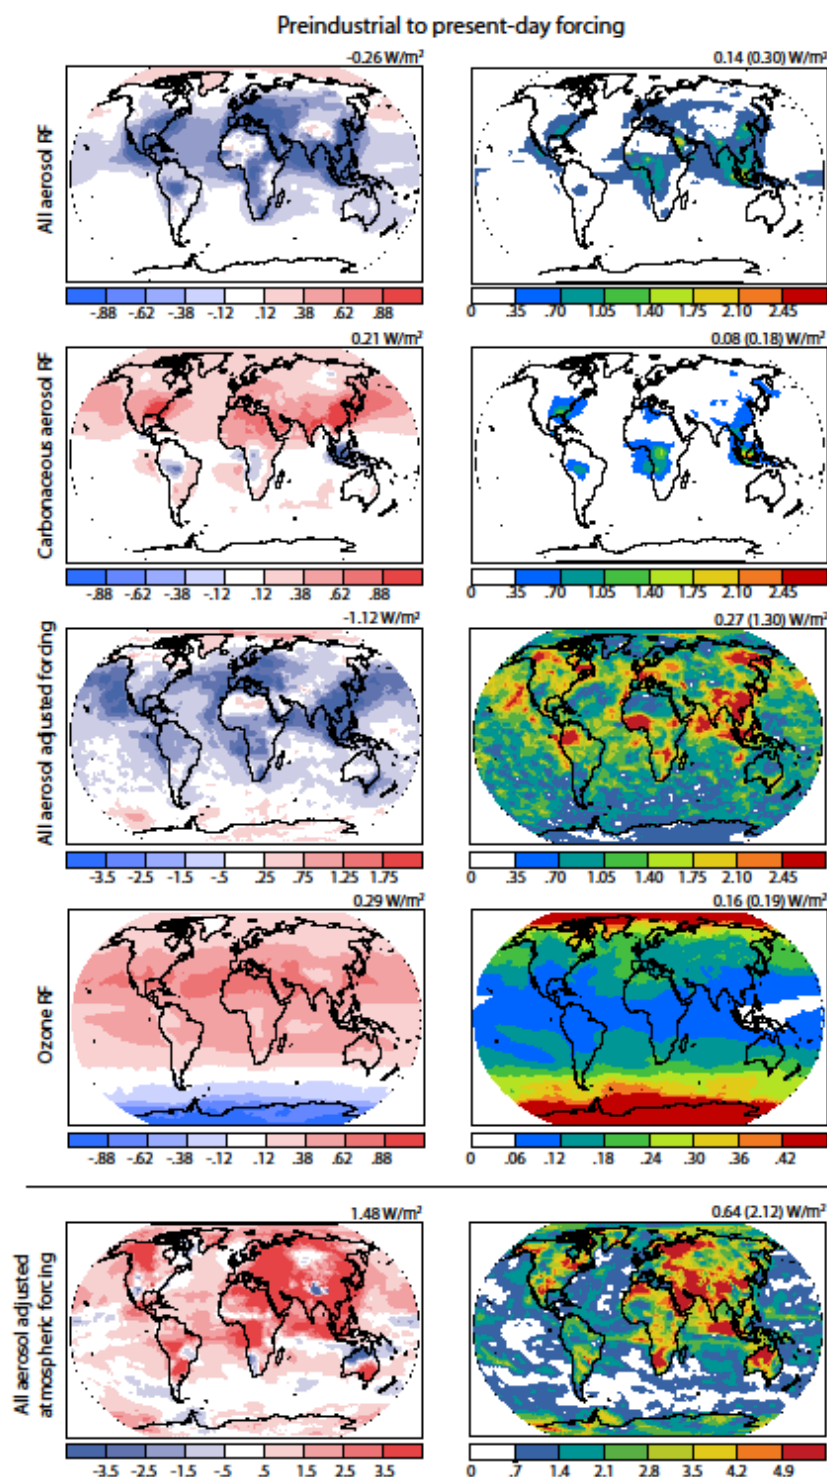 Preindustrial to present-day forcing
-0.26 W/m²
0.14 (0.30) W/m²
All aerosol RF
-.88 -.62 -.38 -.12 .12 .38 .62 .88
0 .35 .70 1.05 1.40 1.75 2.10 2.45
0.21 W/m²
0.08 (0.18) W/m²
Carbonaceous aerosol RF
-.88 -.62 -.38 -.12 .12 .38 .62 .88
0 .35 .70 1.05 1.40 1.75 2.10 2.45
-1.12 W/m²
0.27 (1.30) W/m²
All aerosol adjusted forcing
-3.5 -2.5 -1.5 -.5 .25 .75 1.25 1.75
0 .35 .70 1.05 1.40 1.75 2.10 2.45
0.29 W/m²
0.16 (0.19) W/m²
Ozone RF
-.88 -.62 -.38 -.12 .12 .38 .62 .88
0 .06 .12 .18 .24 .30 .36 .42
1.48 W/m²
0.64 (2.12) W/m²
All aerosol adjusted
atmospheric forcing
-3.5 -2.5 -1.5 -.5 .5 1.5 2.5 3.5
0 .7 1.4 2.1 2.8 3.5 4.2 4.9